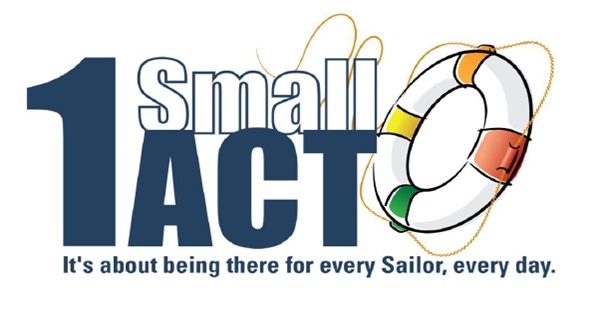 1 Small
ACT
It's about being there for every Sailor, every day.